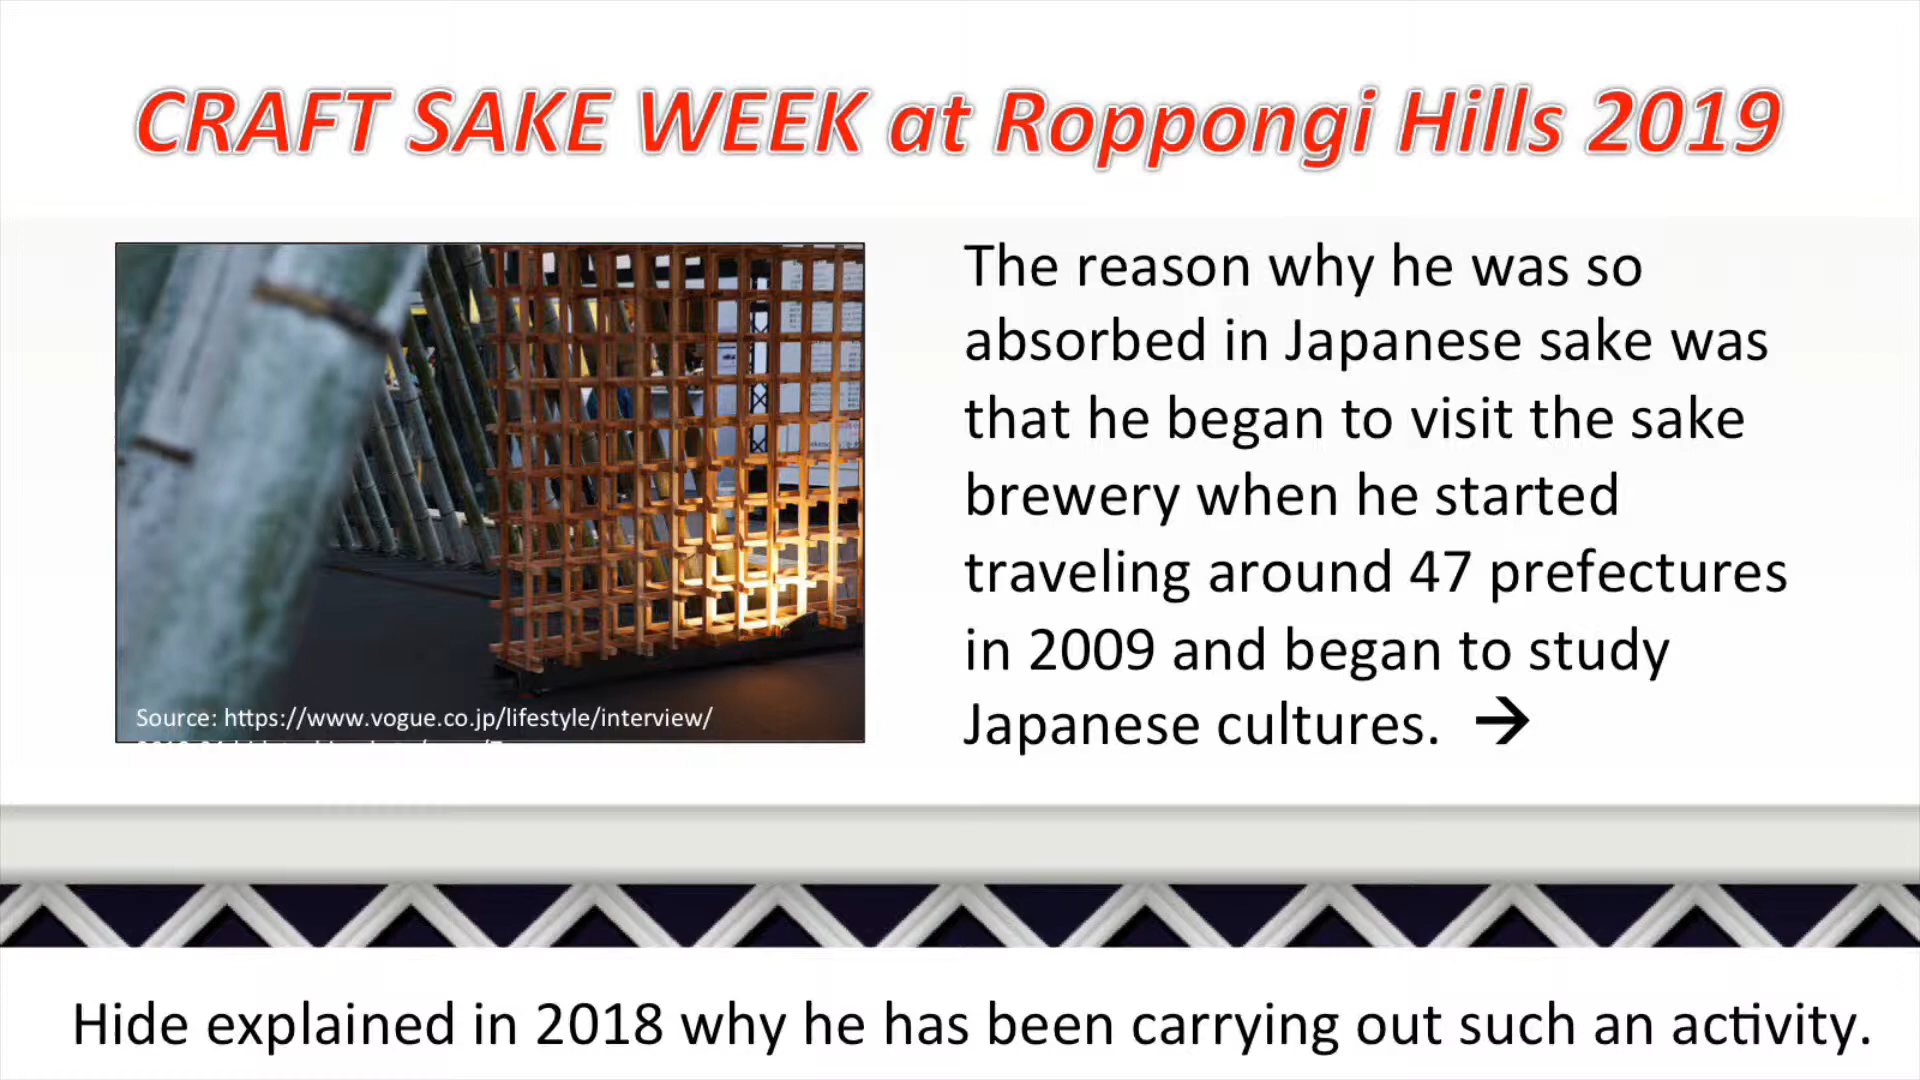 CRAFT SAKE WEEK at Roppongi Hills 2019
The reason why he was so
absorbed in Japanese sake was
that he began to visit the sake
brewery when he started
traveling around 47 prefectures
in 2009 and began to study
Japanese cultures. →
Source: https://www.vogue.co.jp/lifestyle/interview/
Hide explained in 2018 why he has been carrying out such an activity.